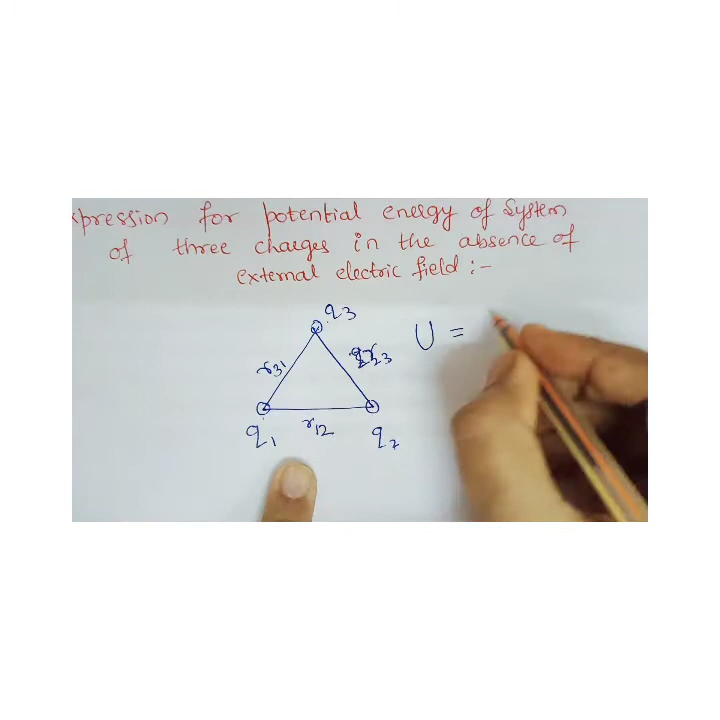 xpression for potential energy of System
of three charges in the absence of
external electric field :-
q3
U =
r31
r23
q1
r12
q2